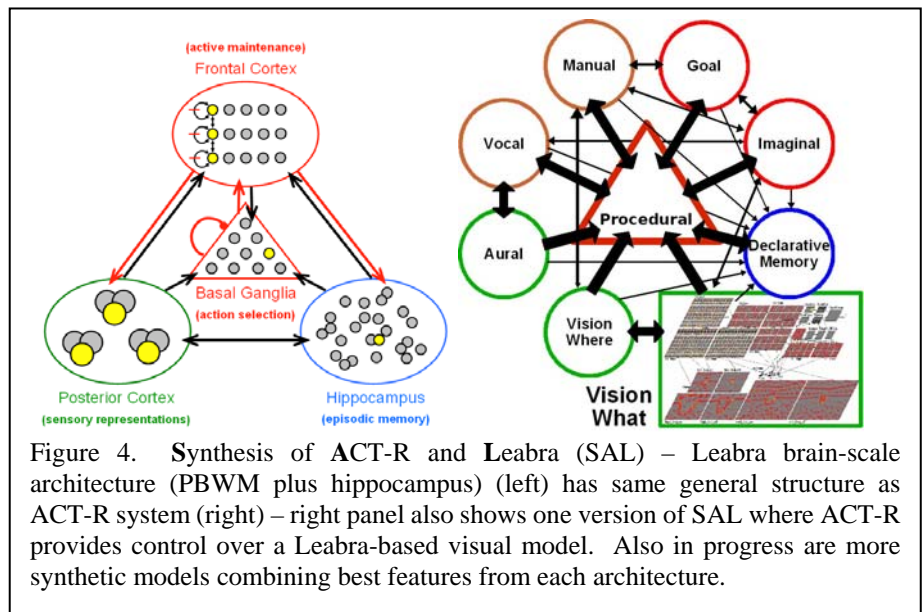 (active maintenance)
Frontal Cortex
Basal Ganglia
(action selection)
Posterior Cortex
(sensory representations)
Hippocampus
(episodic memory)
Manual
Goal
Vocal
Imaginal
Procedural
Aural
Declarative
Memory
Vision
Where
Vision
What
Figure 4. Synthesis of ACT-R and Leabra (SAL) – Leabra brain-scale
architecture (PBWM plus hippocampus) (left) has same general structure as
ACT-R system (right) – right panel also shows one version of SAL where ACT-R
provides control over a Leabra-based visual model. Also in progress are more
synthetic models combining best features from each architecture.